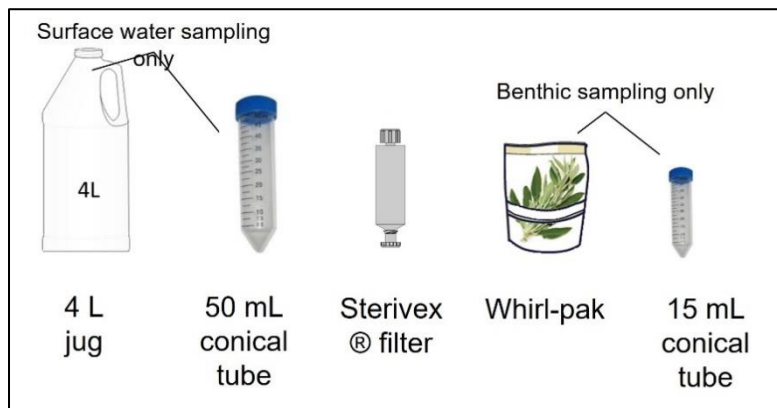 Surface water sampling
only
Benthic sampling only
4L
4 L
jug
50 mL
conical
tube
Sterivex
® filter
Whirl-pak
15 mL
conical
tube